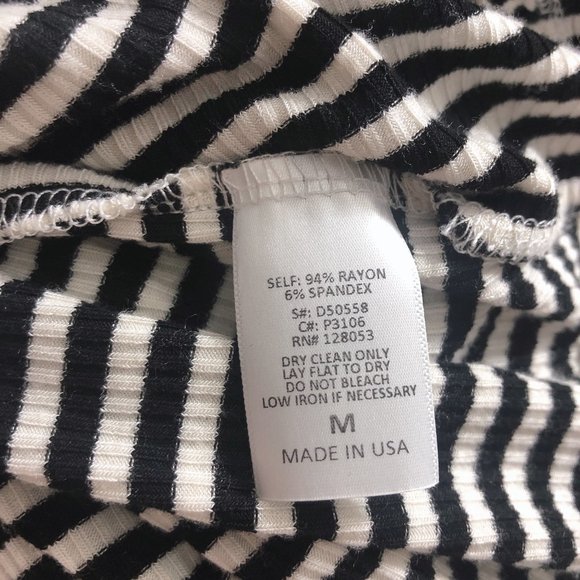 SELF: 94% RAYON
6% SPANDEX
S#: D50558
C#: P3106
RN# 128053
DRY CLEAN ONLY
LAY FLAT TO DRY
DO NOT BLEACH
LOW IRON IF NECESSARY
M
MADE IN USA